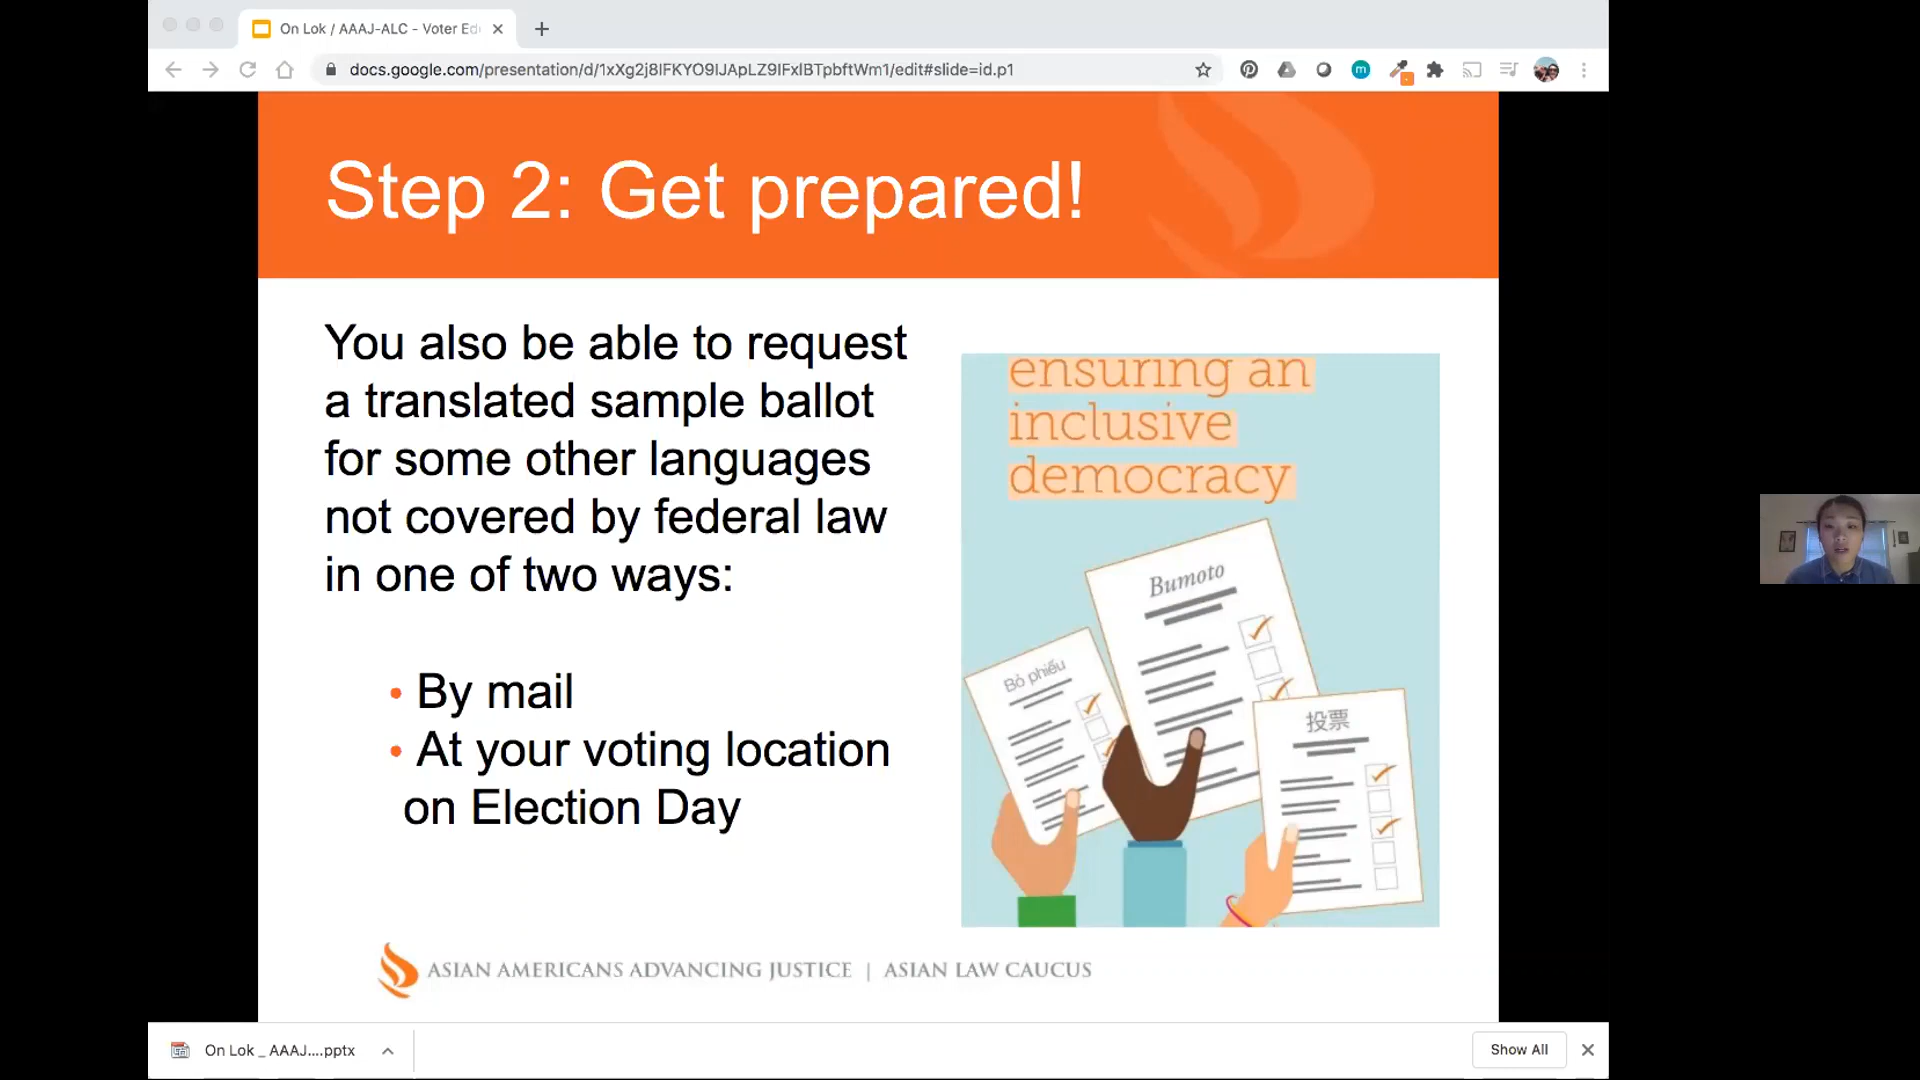 On Lok / AAAJ-ALC - Voter Ed
docs.google.com/presentation/d/1xXg2j8lFKYO9IJApLZ9IFxlBTpbftWm1/edit#slide=id.p1
Step 2: Get prepared!
You also be able to request
a translated sample ballot
for some other languages
not covered by federal law
in one of two ways:
• By mail
• At your voting location
on Election Day
ensuring an
inclusive
democracy
Bumoto
Bỏ phiếu
投票
ASIAN AMERICANS ADVANCING JUSTICE | ASIAN LAW CAUCUS
On Lok _ AAAJ....pptx
Show All